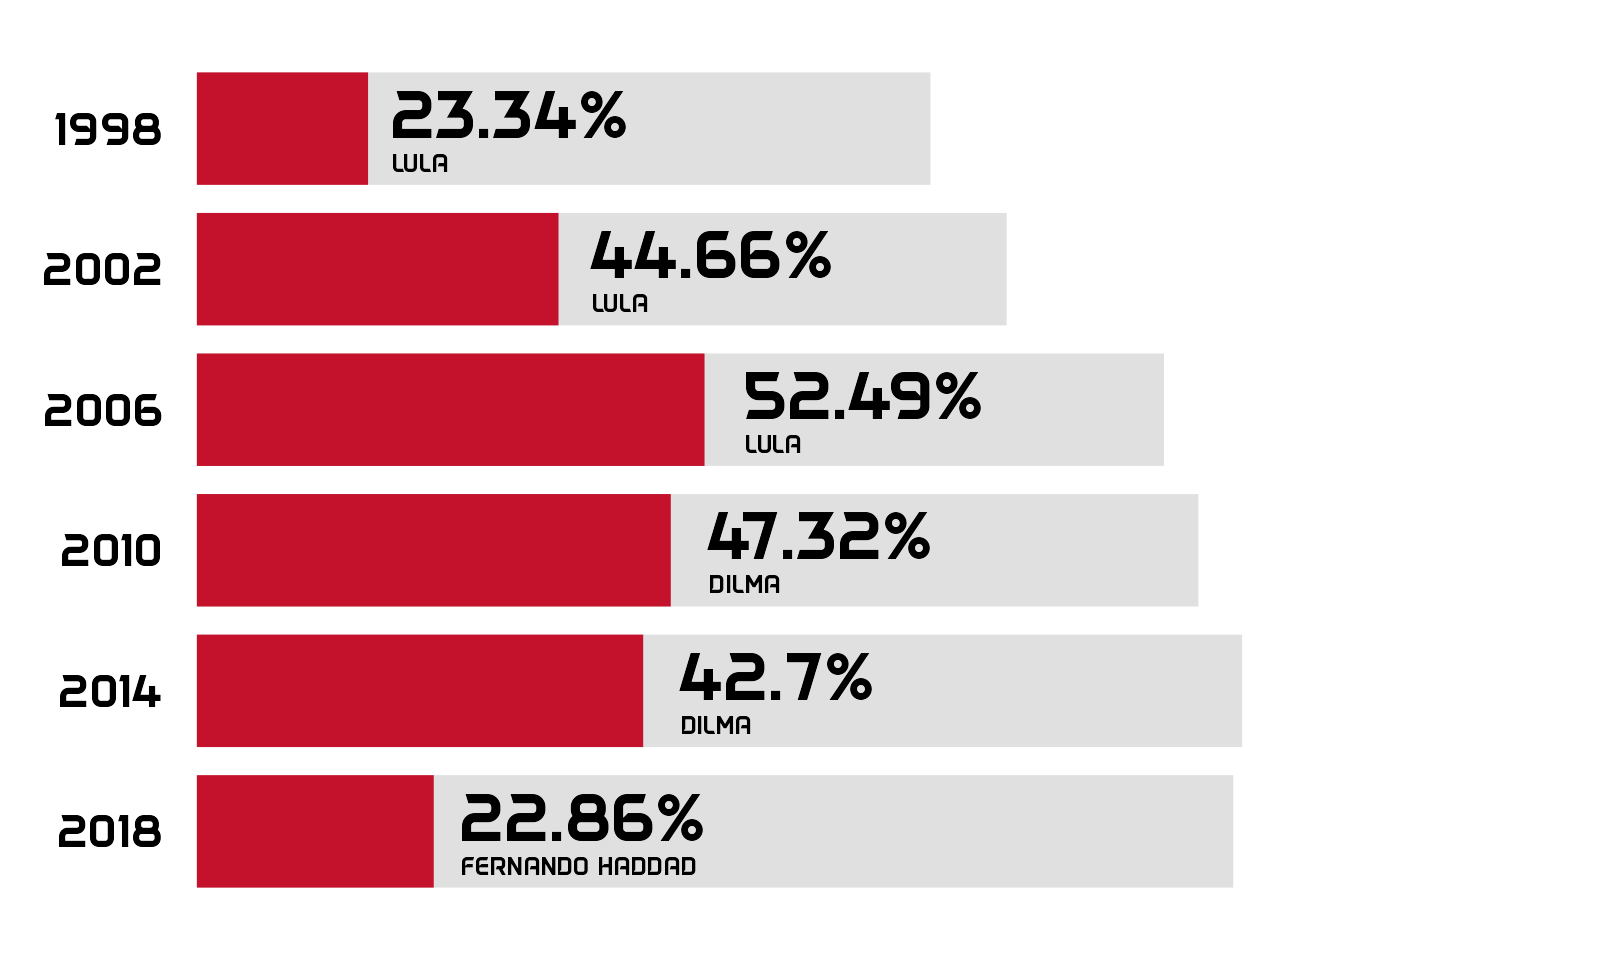 1998
23.34%
LULA
2002
44.66%
LULA
2006
52.49%
LULA
2010
47.32%
DILMA
2014
42.7%
DILMA
2018
22.86%
FERNANDO HADDAD